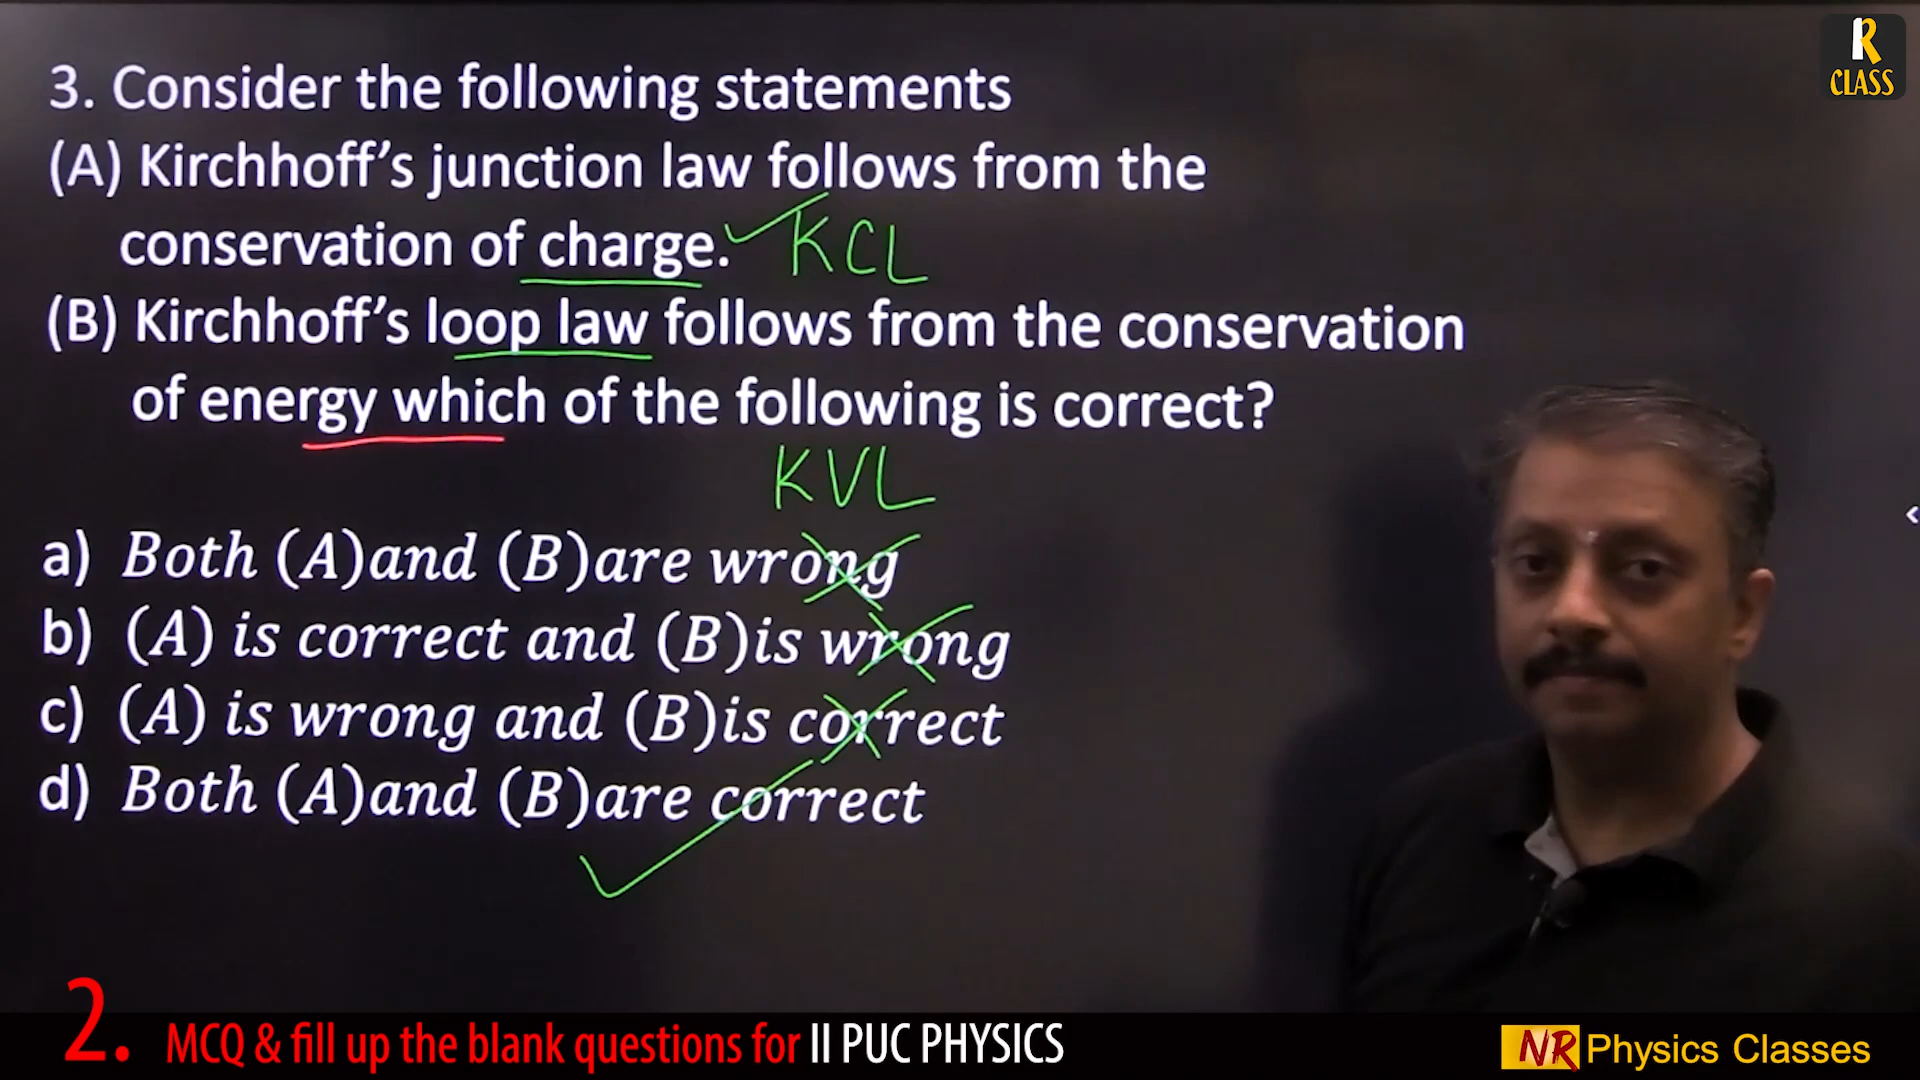 R
CLASS
3. Consider the following statements
(A) Kirchhoff’s junction law follows from the
conservation of charge. KCL
(B) Kirchhoff’s loop law follows from the conservation
of energy which of the following is correct?
KVL
a) Both (A)and (B)are wrong
b) (A) is correct and (B)is wrong
c) (A) is wrong and (B)is correct
d) Both (A)and (B)are correct
2. MCQ & fill up the blank questions for II PUC PHYSICS
NR Physics Classes